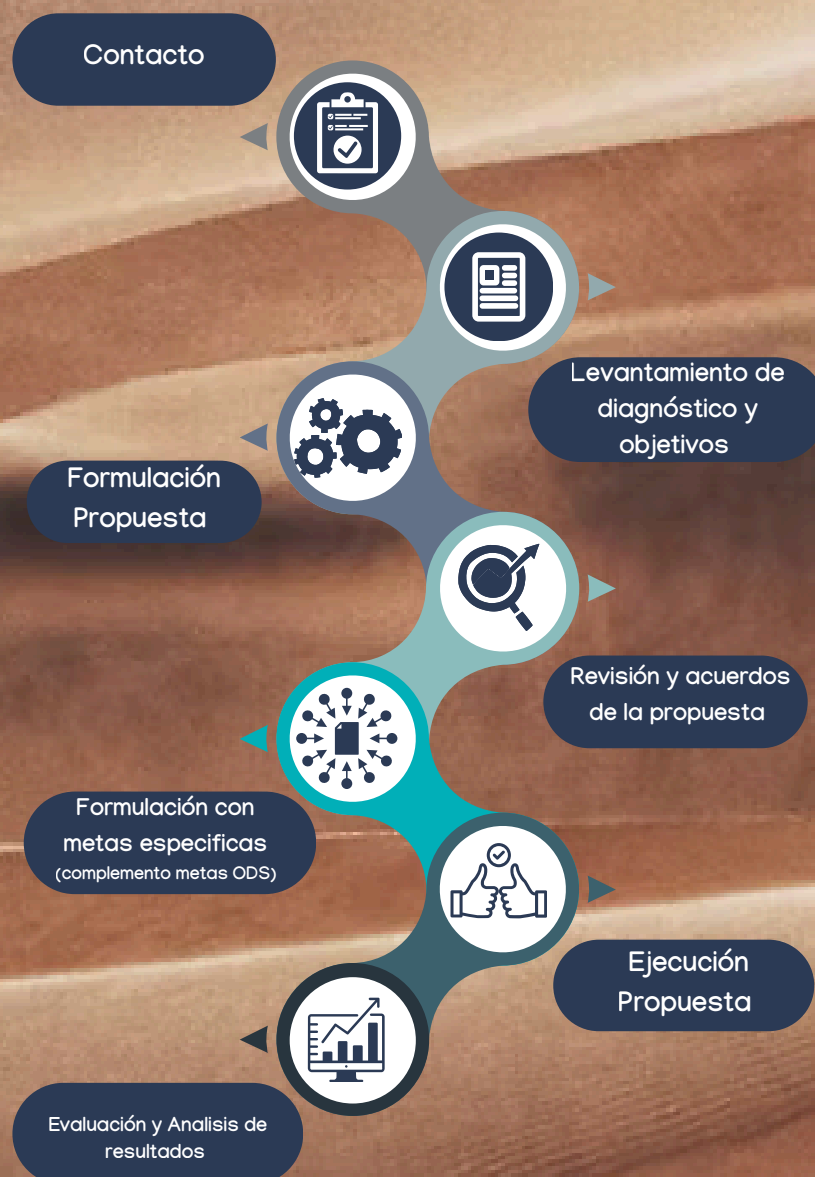 Contacto
Levantamiento de
diagnóstico y
objetivos
Formulación
Propuesta
Revisión y acuerdos
de la propuesta
Formulación con
metas especificas
(complemento metas ODS)
Ejecución
Propuesta
Evaluación y Analisis de
resultados